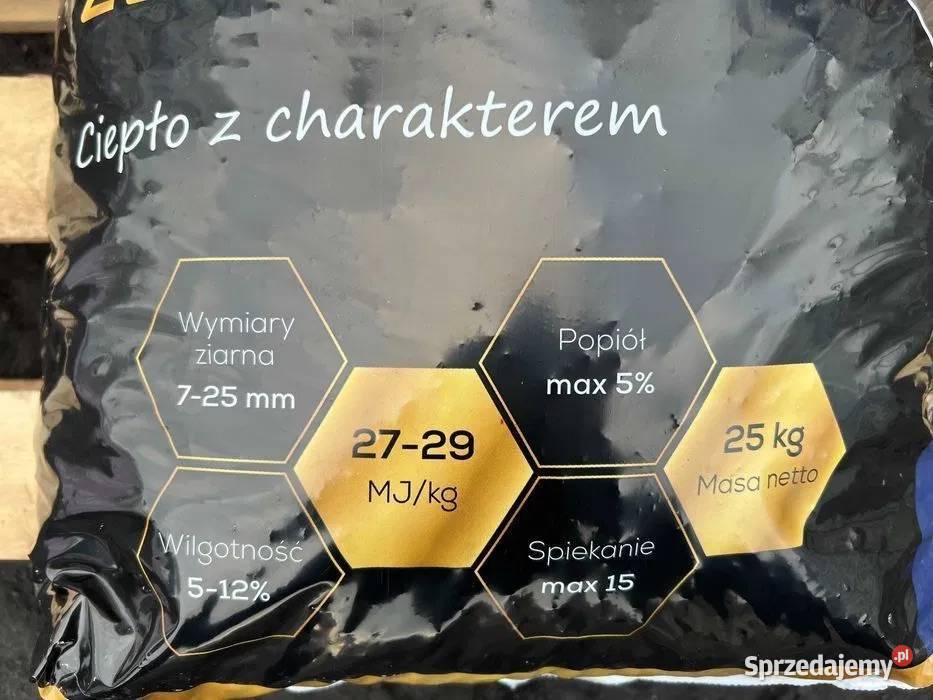 Ciepło z charakterem
Wymiary
ziarna
7-25 mm
Popiół
max 5%
27-29
MJ/kg
25 kg
Masa netto
Wilgotność
5-12%
Spiekanie
max 15
Sprzedajemy.pl